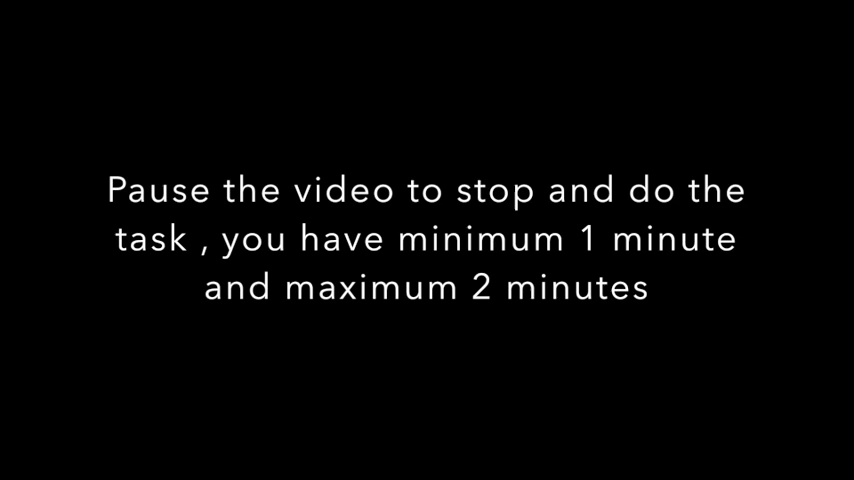 Pause the video to stop and do the
task , you have minimum 1 minute
and maximum 2 minutes